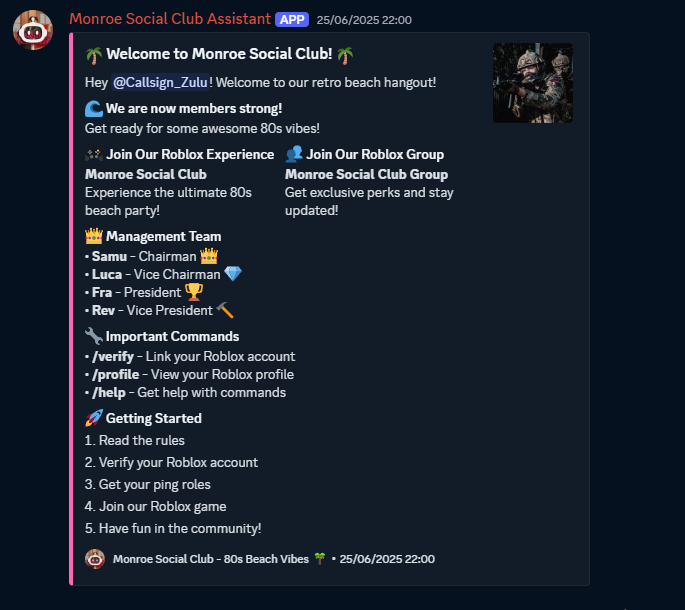 Monroe Social Club Assistant APP 25/06/2025 22:00
🌴 Welcome to Monroe Social Club! 🌴
Hey @Callsign_Zulu! Welcome to our retro beach hangout!
🌊 We are now members strong!
Get ready for some awesome 80s vibes!
🎮 Join Our Roblox Experience
Monroe Social Club
Experience the ultimate 80s
beach party!
👥 Join Our Roblox Group
Monroe Social Club Group
Get exclusive perks and stay
updated!
👑 Management Team
• Samu - Chairman 👑
• Luca - Vice Chairman 💎
• Fra - President 🏆
• Rev - Vice President 🔨
🔧 Important Commands
• /verify - Link your Roblox account
• /profile - View your Roblox profile
• /help - Get help with commands
🚀 Getting Started
1. Read the rules
2. Verify your Roblox account
3. Get your ping roles
4. Join our Roblox game
5. Have fun in the community!
Monroe Social Club - 80s Beach Vibes 🌴 • 25/06/2025 22:00